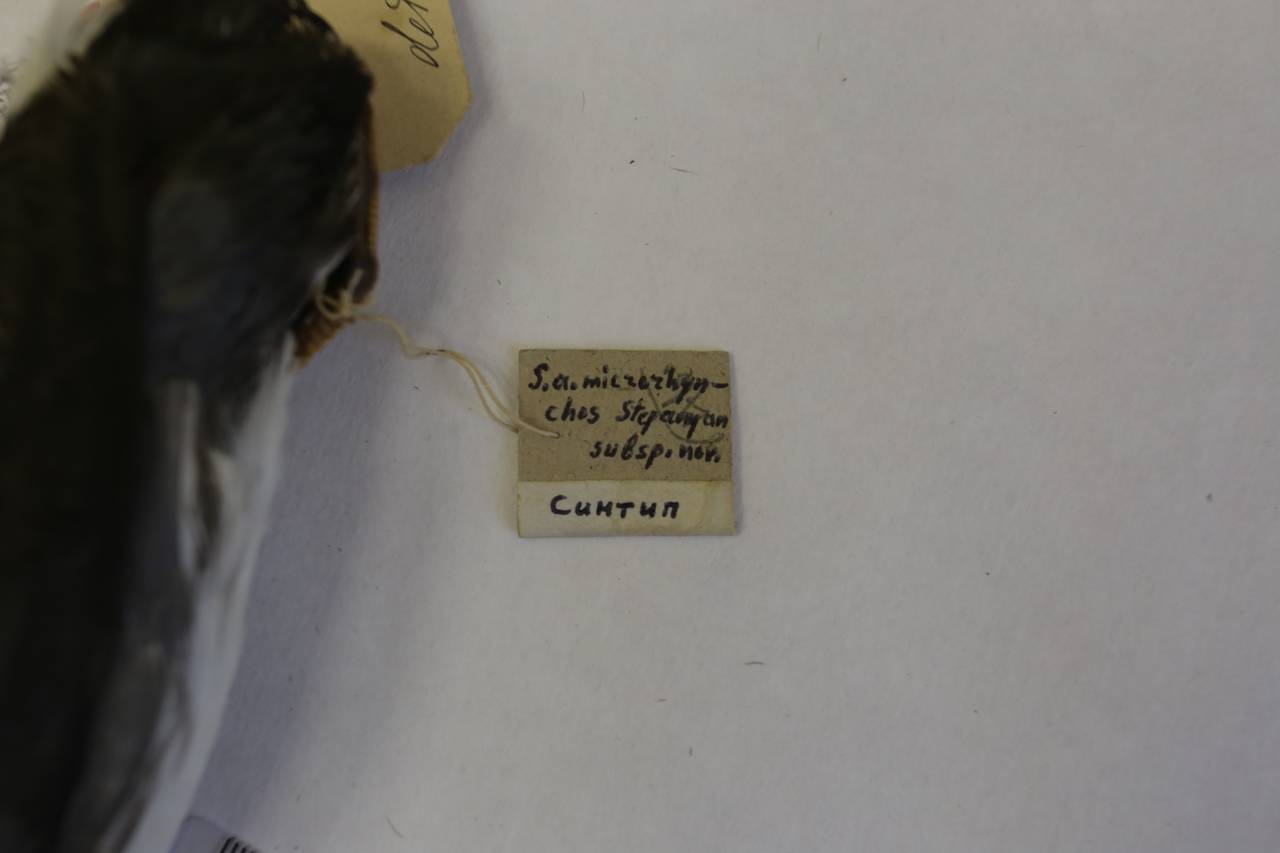 S.a.microrhyn-
chos Stepanyan
subsp. nov.
Синтип